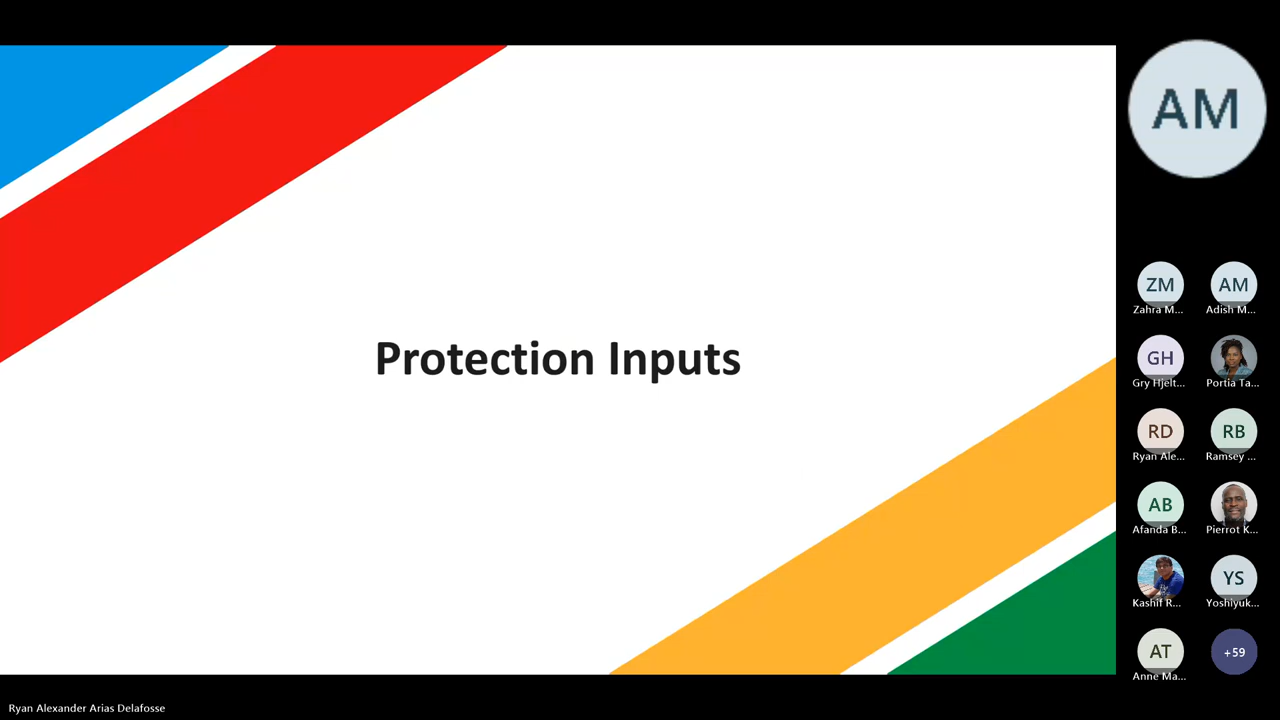 Protection Inputs
AM
ZM
Zahra M...
AM
Adish M...
GH
Gry Hjelt...
Portia Ta...
RD
Ryan Ale...
RB
Ramsey ...
AB
Afanda B...
Pierrot K...
Kashif R...
YS
Yoshiyuk...
AT
Anne Ma...
+59
Ryan Alexander Arias Delafosse